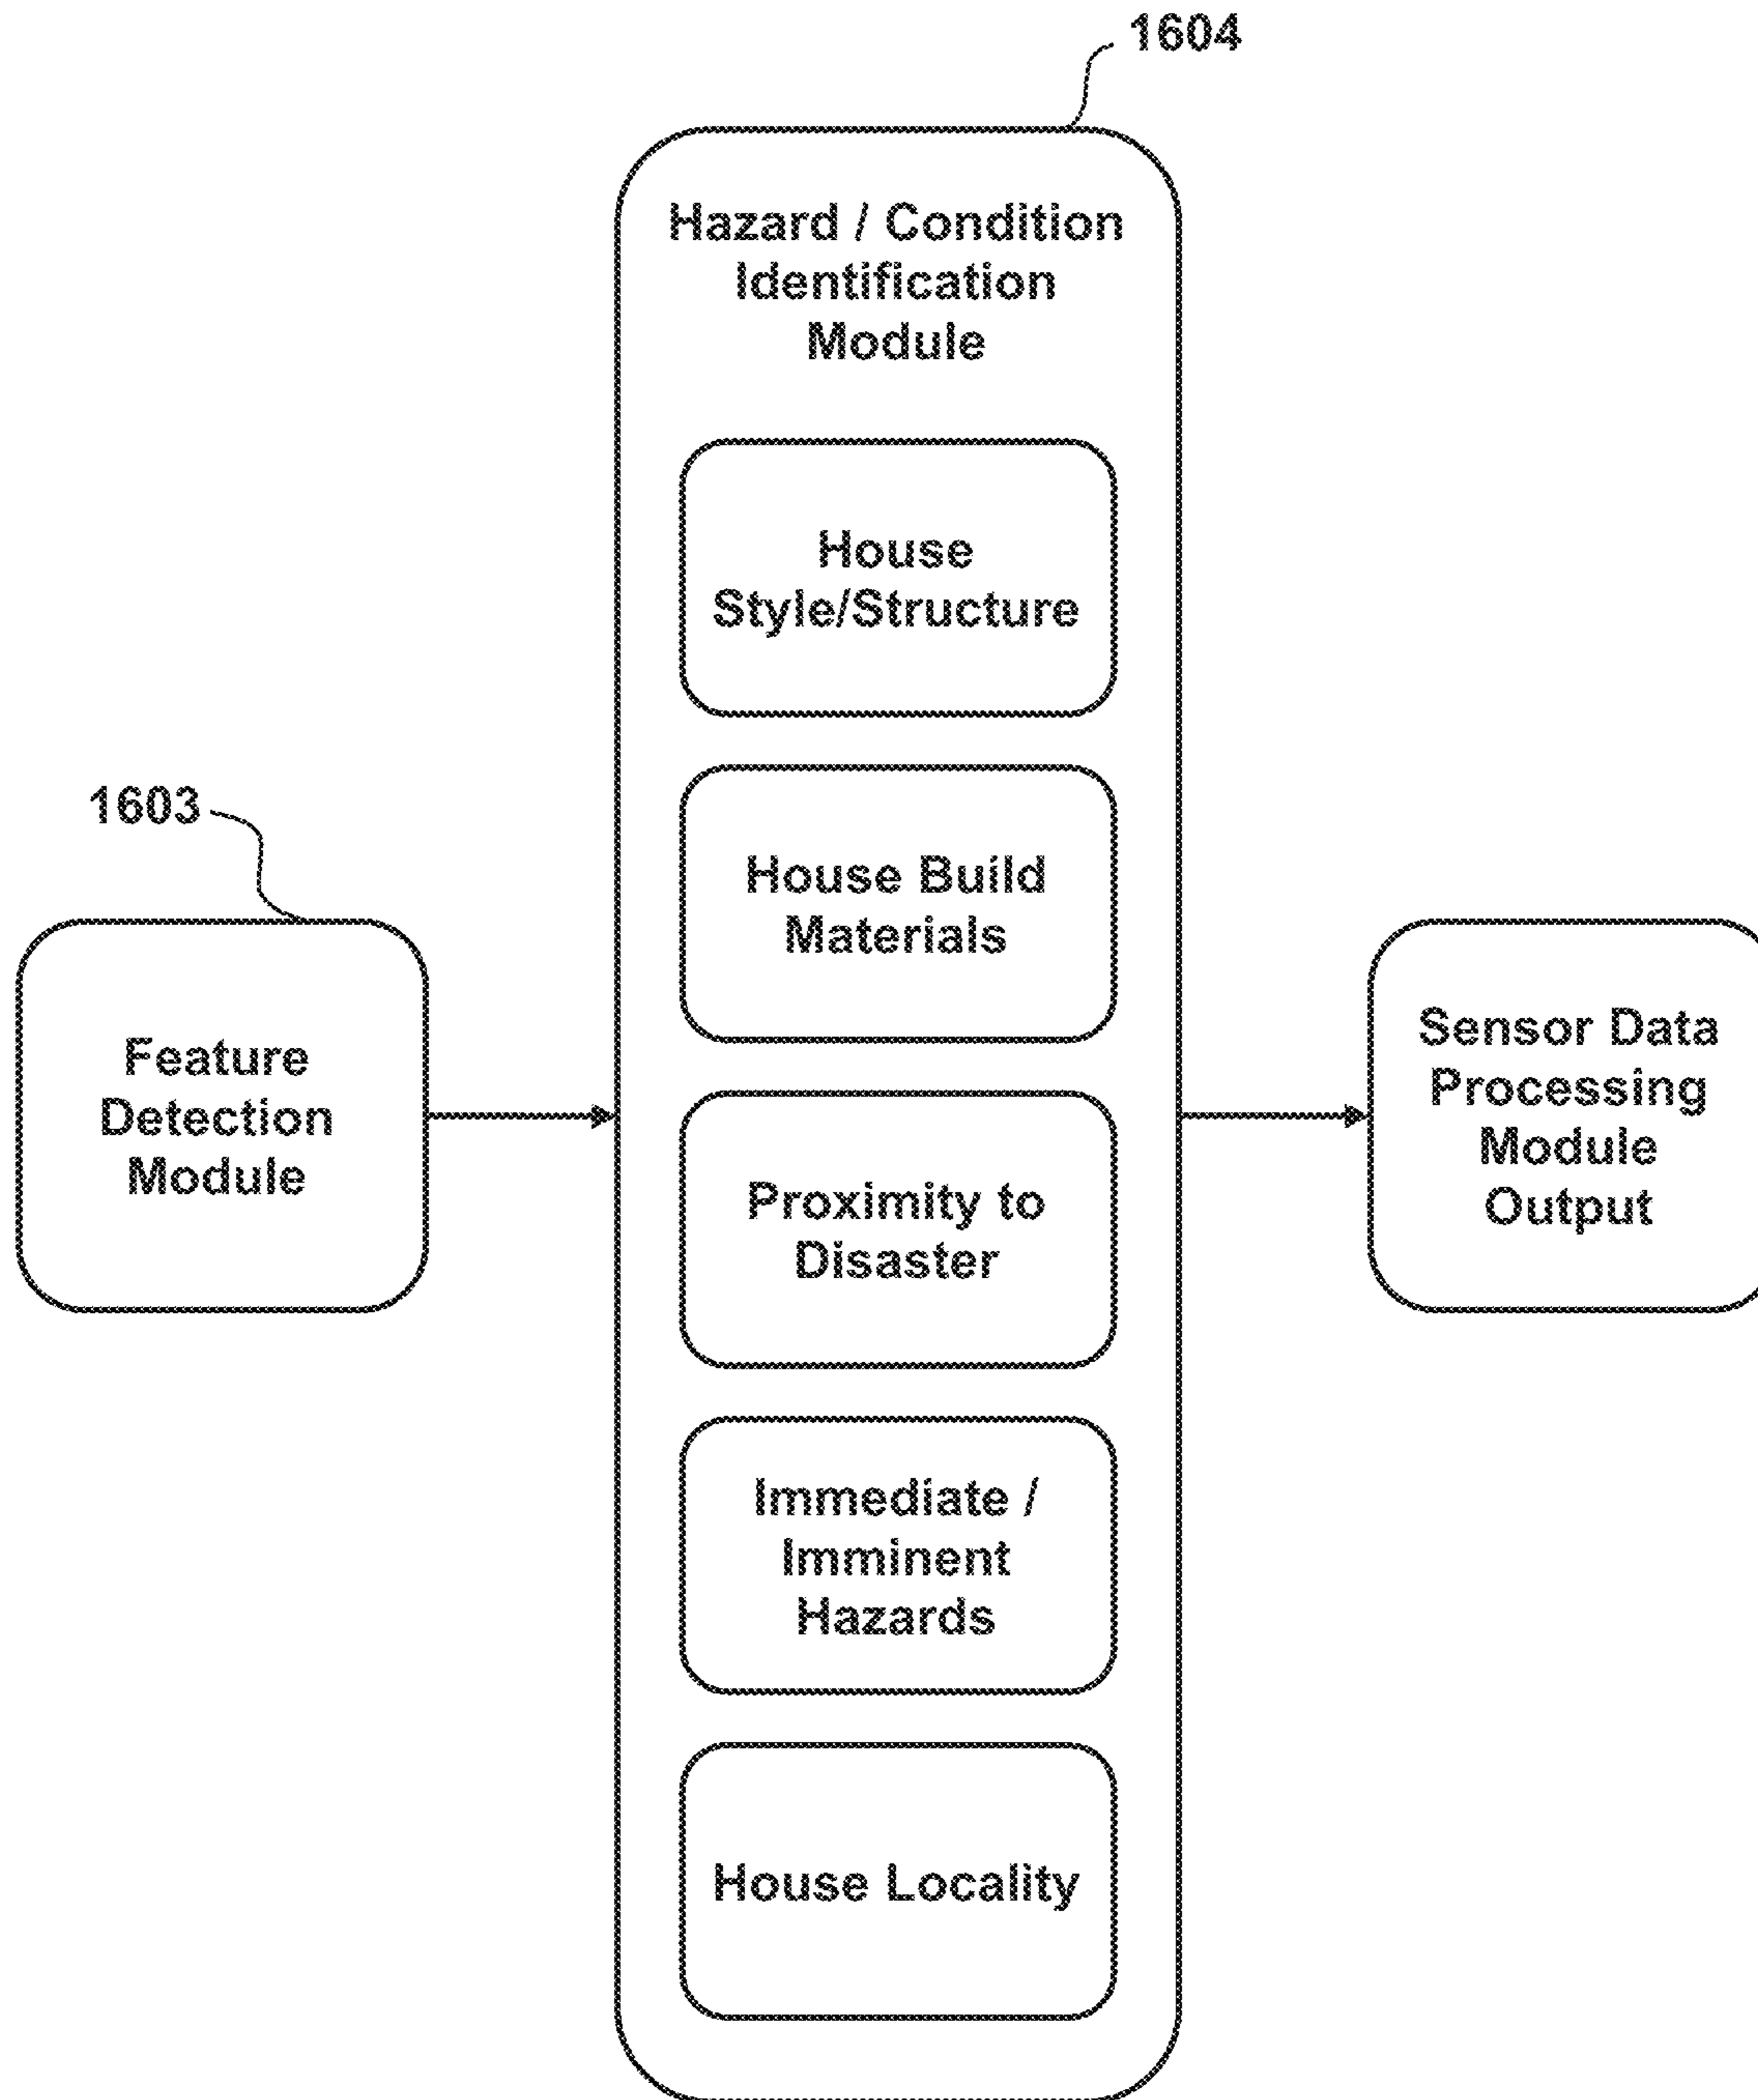 1604
Hazard / Condition
Identification
Module
House
Style/Structure
1603
House Build
Materials
Feature
Detection
Module
Sensor Data
Processing
Module
Output
Proximity to
Disaster
Immediate /
Imminent
Hazards
House Locality